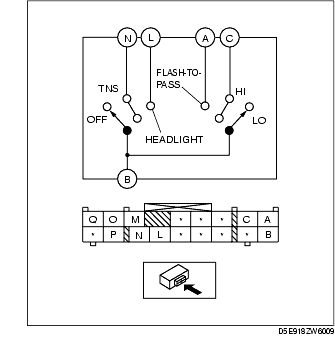 N L A C
FLASH-TO-
PASS
TNS
HI
OFF
LO
HEADLIGHT
B
Q O M * * * C A
* P N L * * * * B
D5E918ZW6009